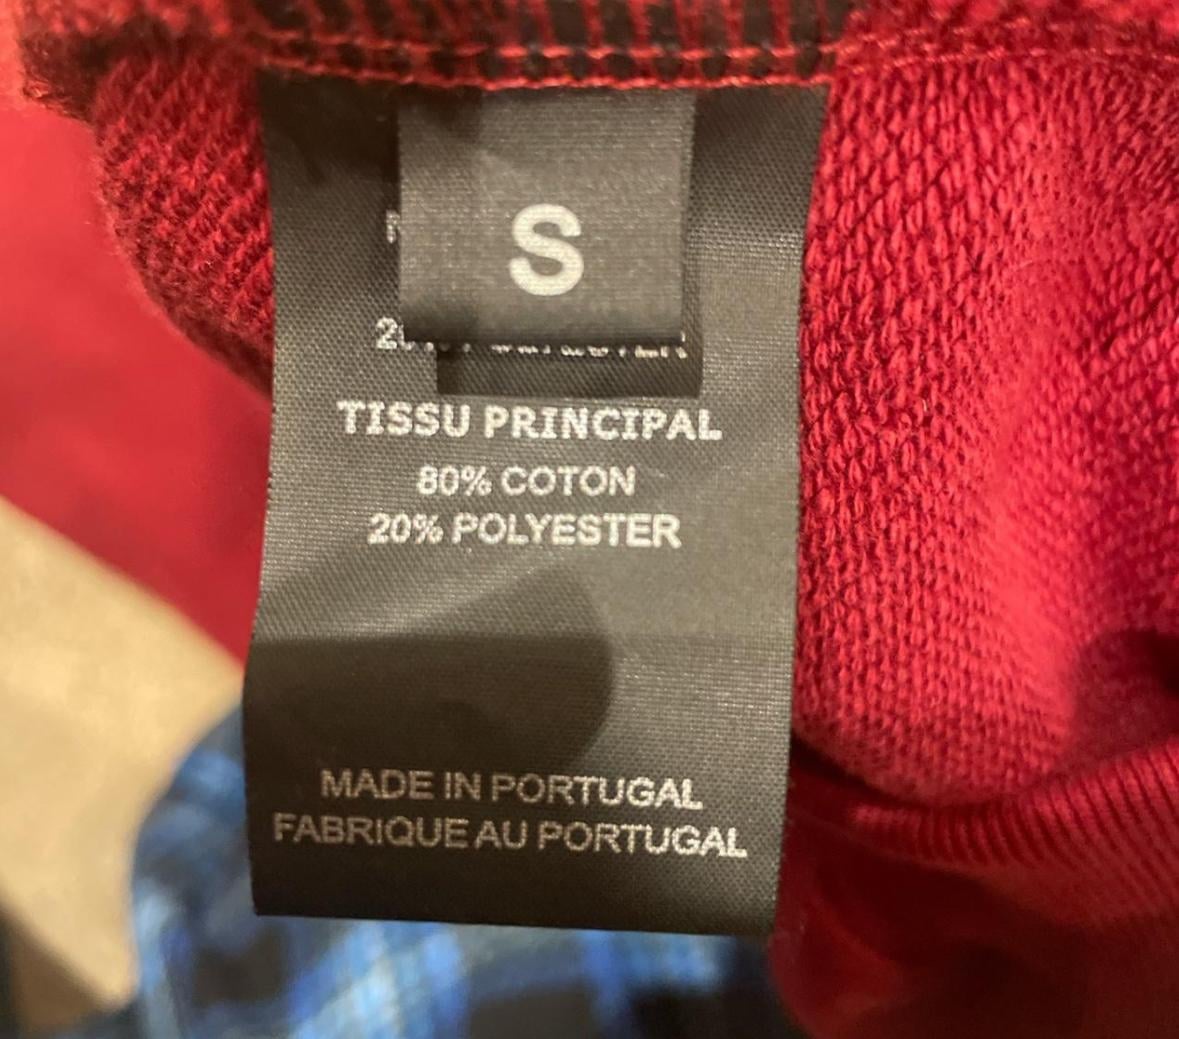 S
TISSU PRINCIPAL
80% COTON
20% POLYESTER
MADE IN PORTUGAL
FABRIQUE AU PORTUGAL